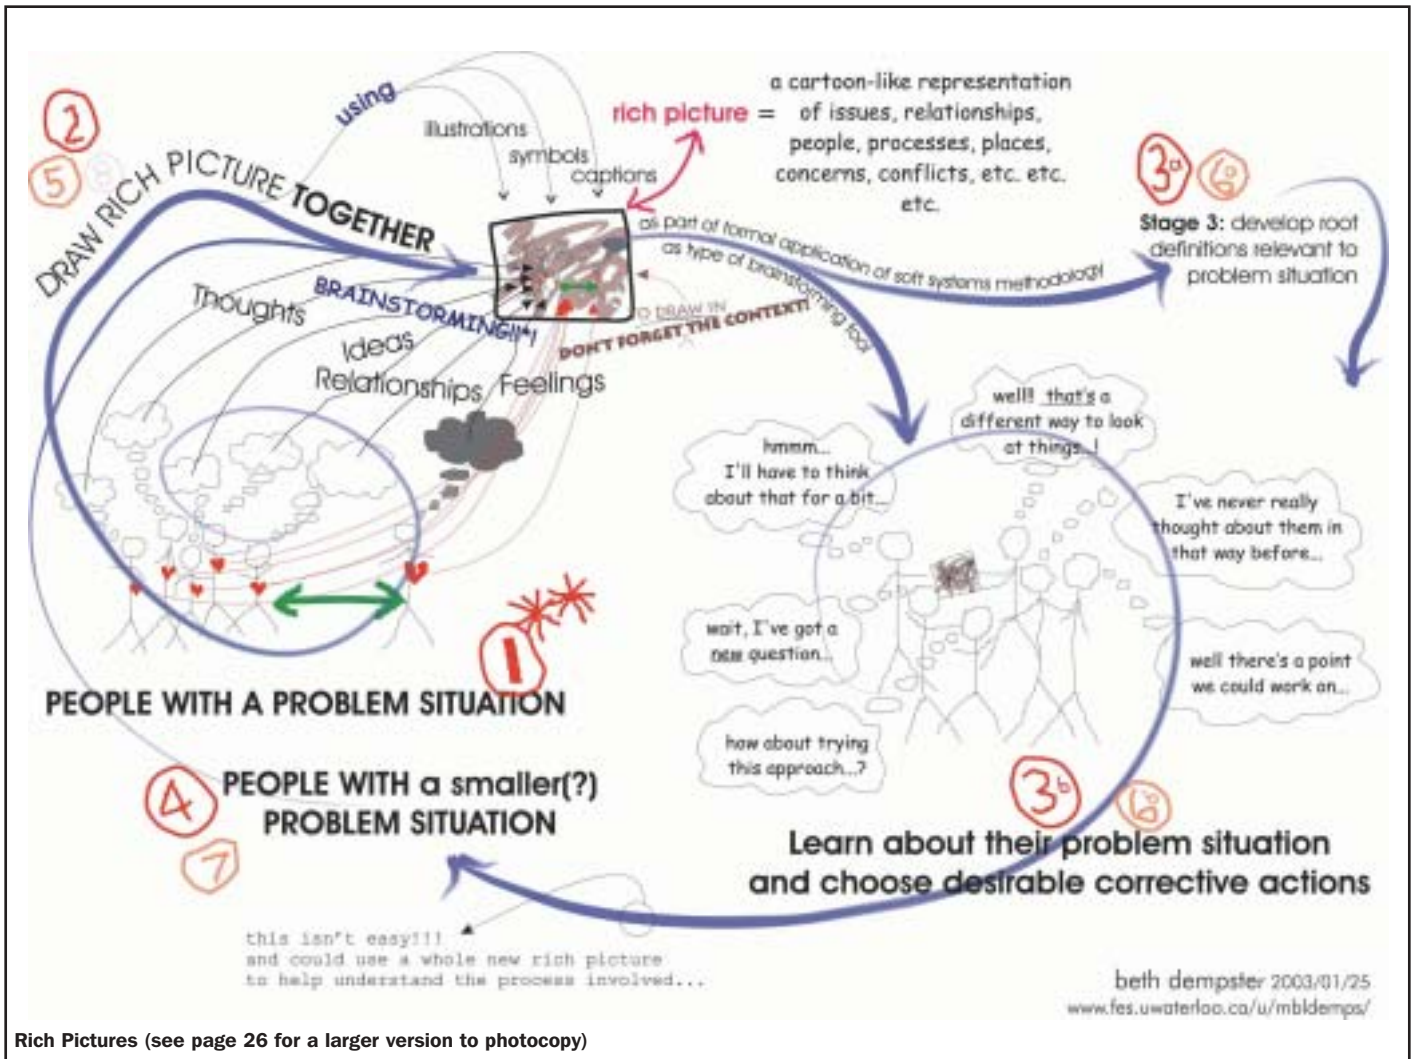 2
5
using
illustrations
symbols
captions
rich picture =
a cartoon-like representation
of issues, relationships,
people, processes, places,
concerns, conflicts, etc. etc.
etc.
DRAW RICH PICTURE TOGETHER
Thoughts
BRAINSTORMING!!*!
Ideas
Relationships
Feelings
TO DRAW IN
DON'T FORGET THE CONTEXT!
as part of formal application of soft systems methodology
as type of brainstorming tool
3a
6a
Stage 3: develop root
definitions relevant to
problem situation
hmmm...
I'll have to think
about that for a bit...
well!! that's a
different way to look
at things..!
I've never really
thought about them in
that way before...
wait, I've got a
new question...
well there's a point
we could work on...
how about trying
this approach...?
1
PEOPLE WITH A PROBLEM SITUATION
4
7
PEOPLE WITH a smaller(?)
PROBLEM SITUATION
3b
6b
Learn about their problem situation
and choose desirable corrective actions
this isn't easy!!!
and could use a whole new rich picture
to help understand the process involved...
beth dempster 2003/01/25
www.fes.uwaterloo.ca/u/mbldemps/
Rich Pictures (see page 26 for a larger version to photocopy)